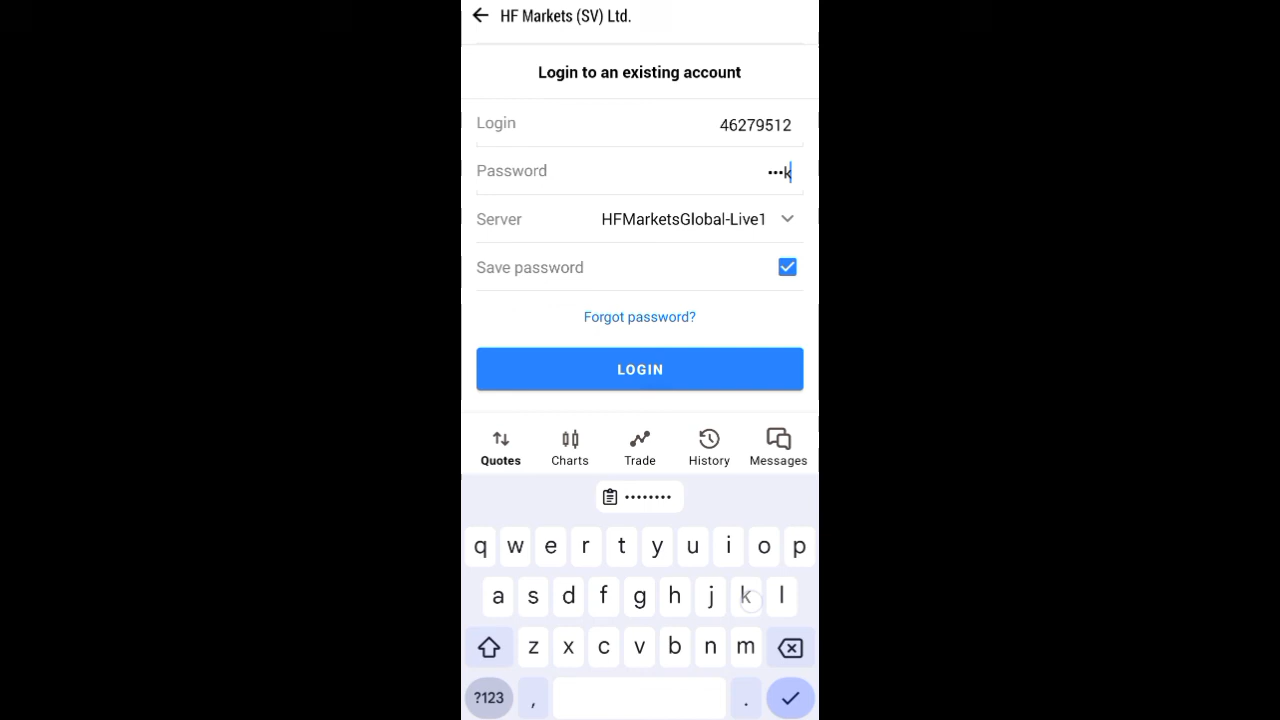 HF Markets (SV) Ltd.
Login to an existing account
Login 46279512
Password •••k
Server HFMarketsGlobal-Live1
Save password
Forgot password?
LOGIN
Quotes Charts Trade History Messages
••••••••
q w e r t y u i o p
a s d f g h j k l
z x c v b n m
?123 , .